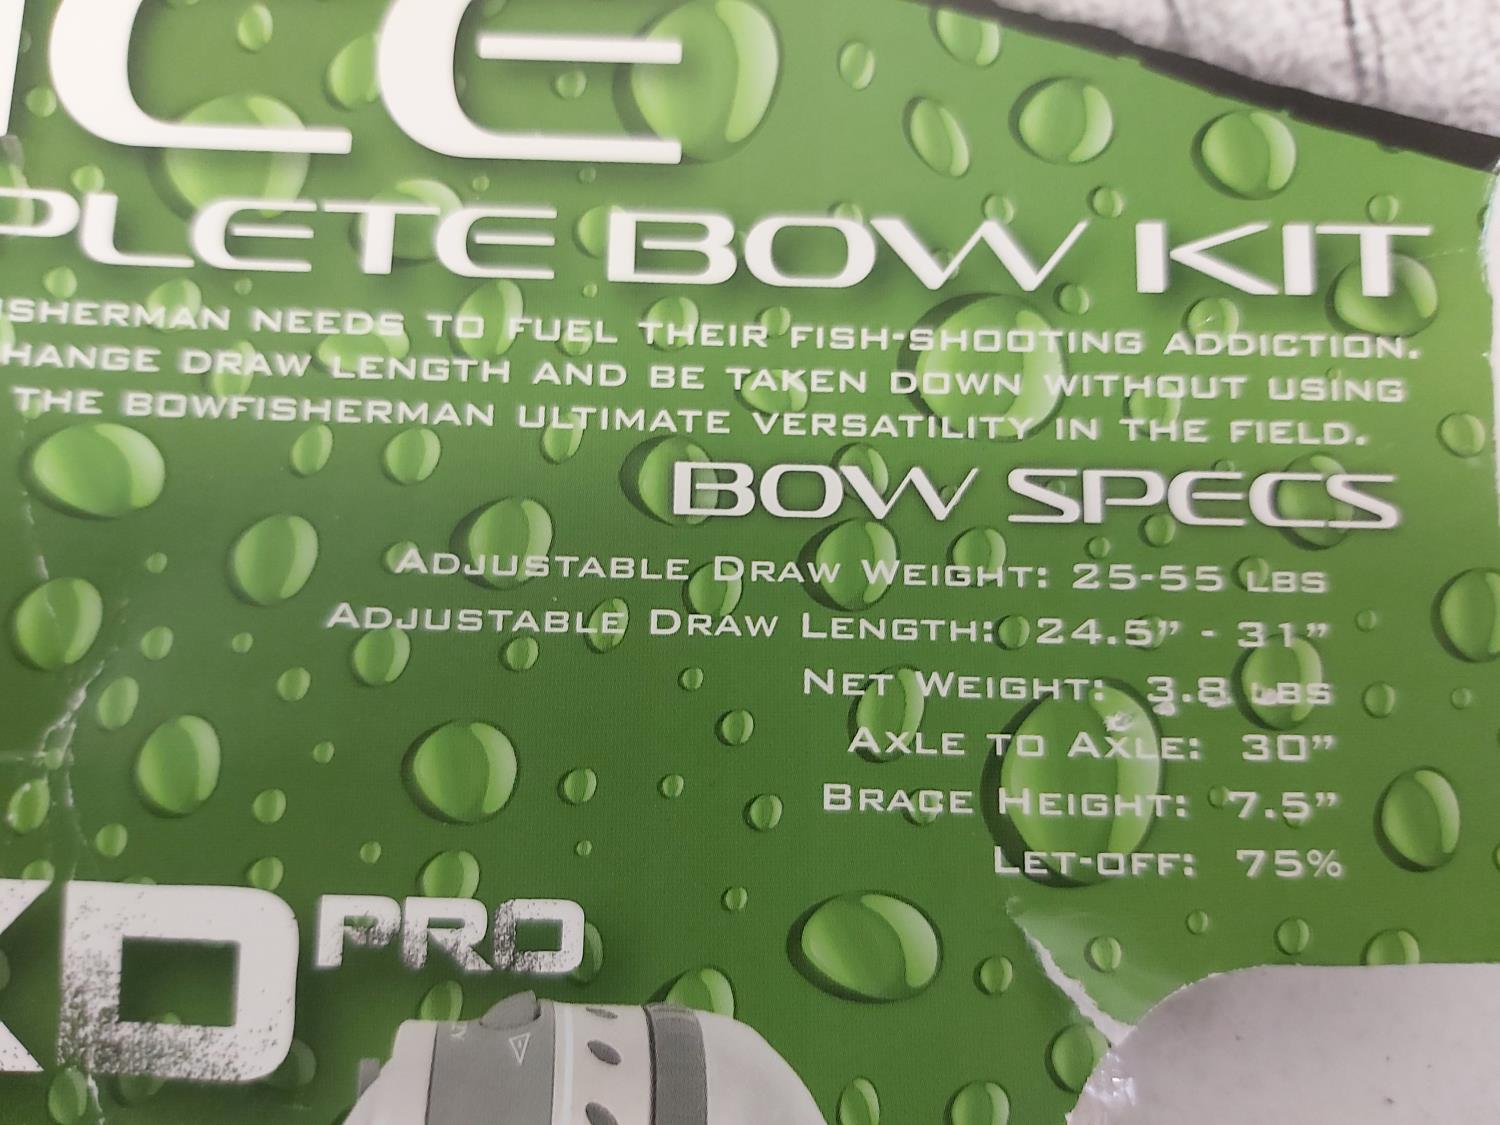 ICE
PLETE BOW KIT
SHERMAN NEEDS TO FUEL THEIR FISH-SHOOTING ADDICTION.
HANGE DRAW LENGTH AND BE TAKEN DOWN WITHOUT USING
THE BOWFISHERMAN ULTIMATE VERSATILITY IN THE FIELD.
BOW SPECS
ADJUSTABLE DRAW WEIGHT: 25-55 LBS
ADJUSTABLE DRAW LENGTH: 24.5” - 31”
NET WEIGHT: 3.8 LBS
AXLE TO AXLE: 30”
BRACE HEIGHT: 7.5”
LET-OFF: 75%
XD PRO